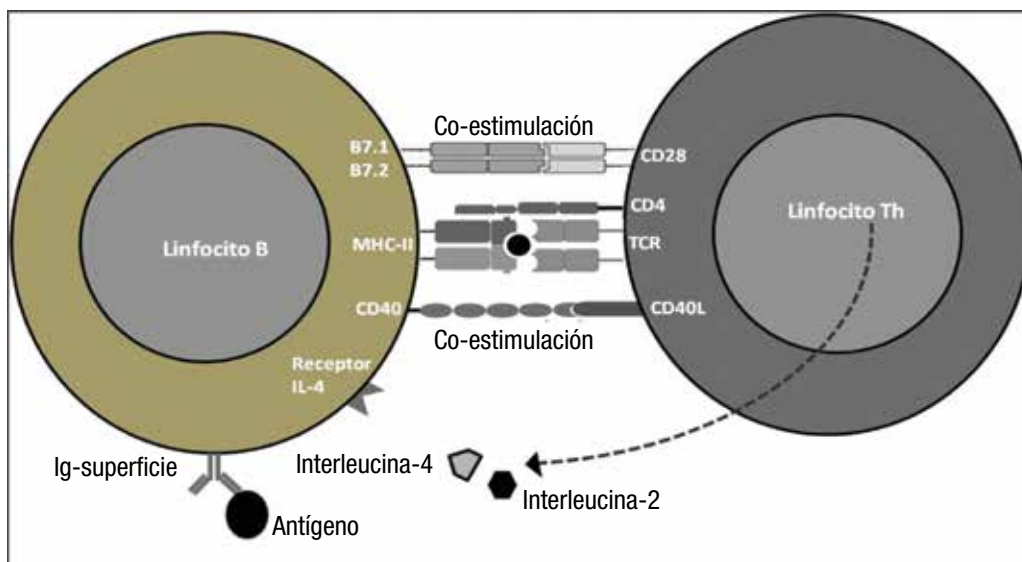 Co-estimulación
B7.1
B7.2
CD28
CD4
Linfocito B
MHC-II
TCR
Linfocito Th
CD40
CD40L
Co-estimulación
Receptor
IL-4
Ig-superficie
Interleucina-4
Interleucina-2
Antígeno